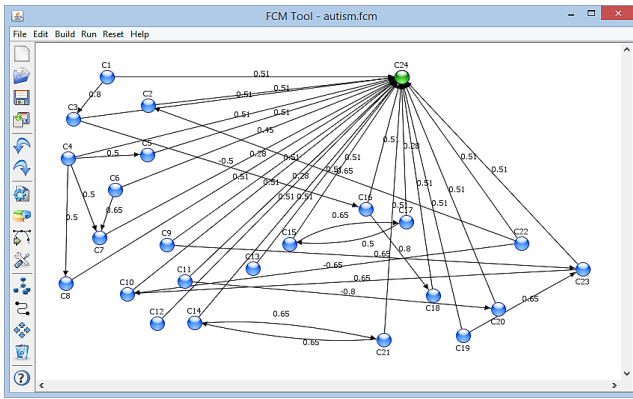 FCM Tool - autism.fcm
File Edit Build Run Reset Help
C1
C24
0.51
0.8
C2
0.51
0.51
C3
0.51
0.51
C4
C5
0.45
0.5
-0.5
0.28
0.51
0.51
0.51
0.28
0.65
0.51
0.51
C6
0.5
0.65
0.51
0.51
0.28
0.51
0.51
C16
0.5
0.51
0.51
0.5
C7
0.65
C17
C9
C15
0.5
0.8
0.65
C22
C13
-0.65
C23
C8
C10
C11
0.65
-0.8
C18
C20
0.65
C12
C14
0.65
0.65
C21
C19